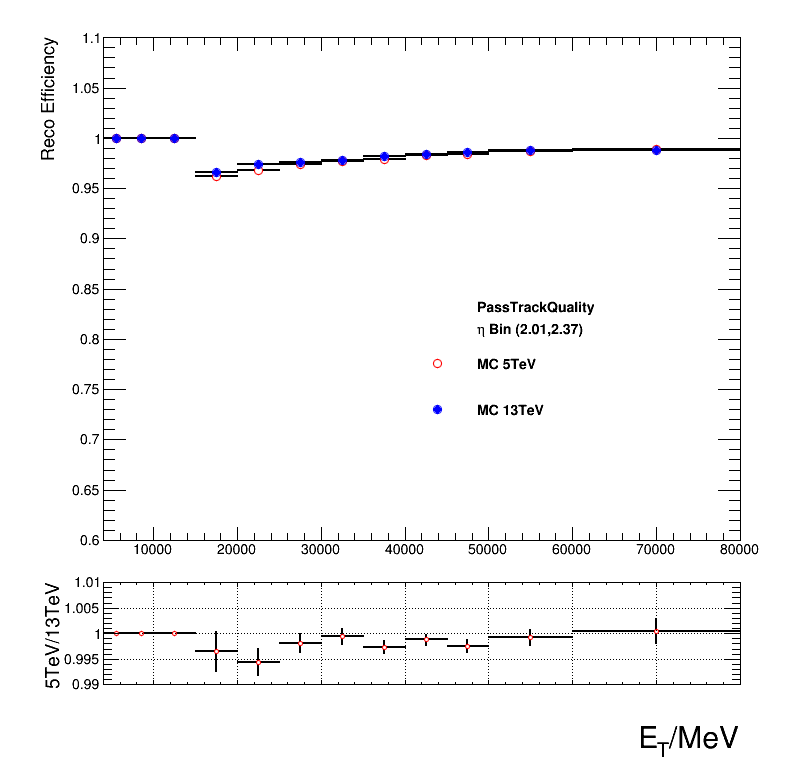 Reco Efficiency
1.1
1.05
1
0.95
0.9
0.85
0.8
0.75
0.7
0.65
0.6
PassTrackQuality
η Bin (2.01,2.37)
MC 5TeV
MC 13TeV
10000 20000 30000 40000 50000 60000 70000 80000
5TeV/13TeV
1.01
1.005
1
0.995
0.99
E_T/MeV